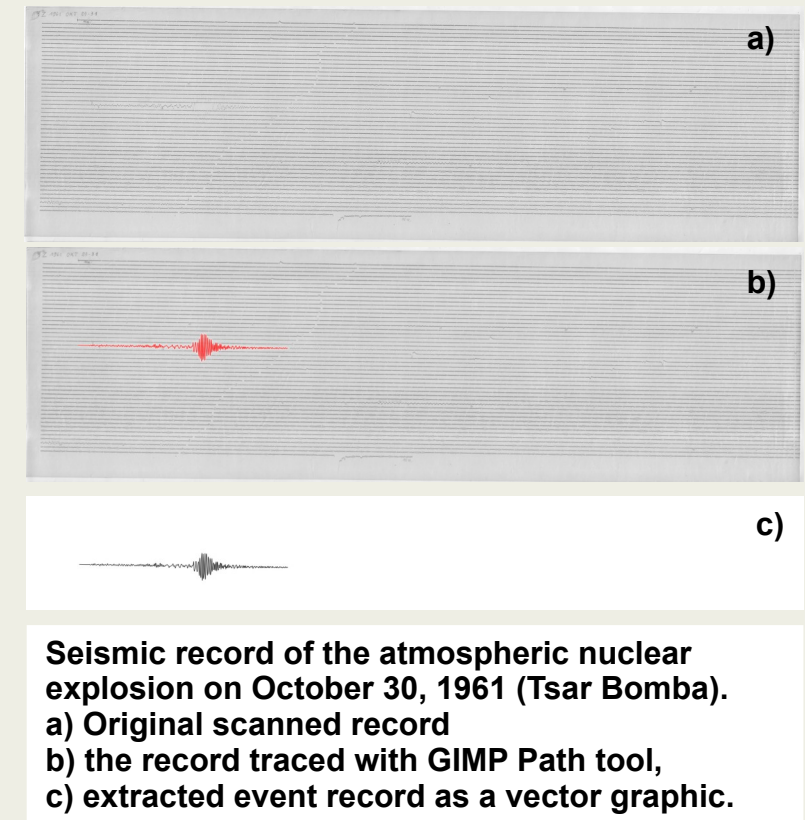 a)
b)
c)
Seismic record of the atmospheric nuclear
explosion on October 30, 1961 (Tsar Bomba).
a) Original scanned record
b) the record traced with GIMP Path tool,
c) extracted event record as a vector graphic.